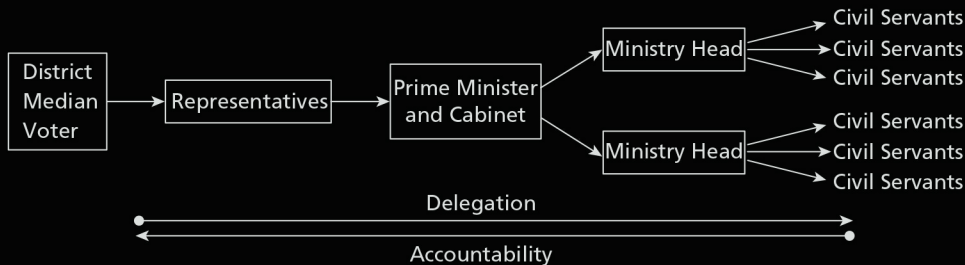 District
Median
Voter
Representatives
Prime Minister
and Cabinet
Ministry Head
Civil Servants
Civil Servants
Civil Servants
Ministry Head
Civil Servants
Civil Servants
Civil Servants
Delegation
Accountability